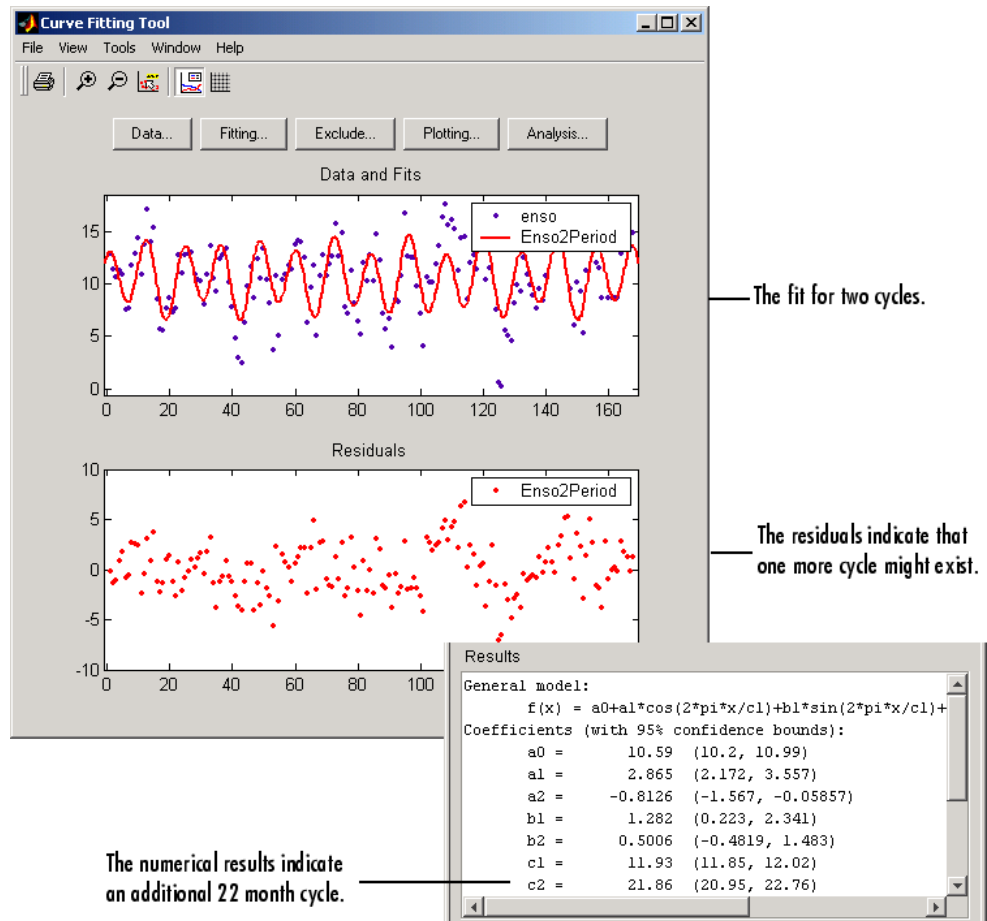 Curve Fitting Tool
File View Tools Window Help
Data... Fitting... Exclude... Plotting... Analysis...
Data and Fits
enso
Enso2Period
15
10
5
0
0 20 40 60 80 100 120 140 160
The fit for two cycles.
Residuals
Enso2Period
10
5
0
-5
-10
0 20 40 60 80 100
The residuals indicate that
one more cycle might exist.
Results
General model:
f(x) = a0+a1*cos(2*pi*x/c1)+b1*sin(2*pi*x/c1)+
Coefficients (with 95% confidence bounds):
a0 = 10.59 (10.2, 10.99)
a1 = 2.865 (2.172, 3.557)
a2 = -0.8126 (-1.567, -0.05857)
b1 = 1.282 (0.223, 2.341)
b2 = 0.5006 (-0.4819, 1.483)
c1 = 11.93 (11.85, 12.02)
c2 = 21.86 (20.95, 22.76)
The numerical results indicate
an additional 22 month cycle.